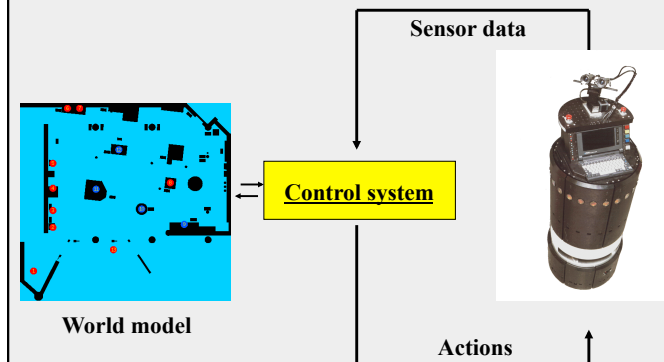 Sensor data
Control system
World model
Actions